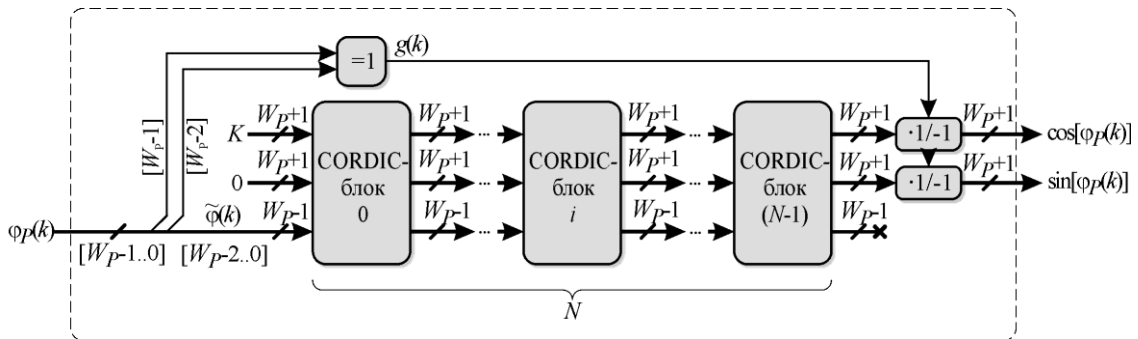 g(k)
=1
[W_P-1]
[W_P-2]
W_P+1 W_P+1 W_P+1 W_P+1 W_P+1 W_P+1
K ... ... ·1/-1 cos[φ_P(k)]
CORDIC-блок 0
CORDIC-блок i
CORDIC-блок (N-1)
W_P+1 W_P+1 W_P+1 W_P+1 W_P+1 W_P+1
0 ... ... ·1/-1 sin[φ_P(k)]
φ̃(k) W_P-1 W_P-1 W_P-1 W_P-1 W_P-1
φ_P(k) ... ...
[W_P-1..0] [W_P-2..0]
N